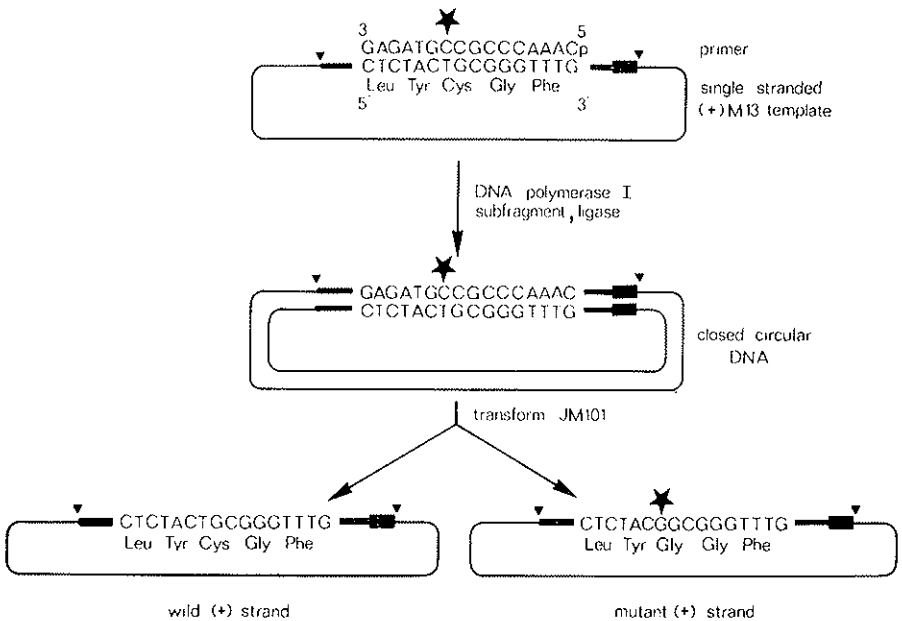 3 5
GAGATGCCGCCCAAACp
CTCTACTGCGGGTTTG
Leu Tyr Cys Gly Phe
5' 3'
primer
single stranded
(+)M13 template
DNA polymerase I
subfragment, ligase
GAGATGCCGCCCAAAC
CTCTACTGCGGGTTTG
closed circular
DNA
transform JM101
CTCTACTGCGGGTTTG
Leu Tyr Cys Gly Phe
wild (+) strand
CTCTACGGCGGGTTTG
Leu Tyr Gly Gly Phe
mutant (+) strand